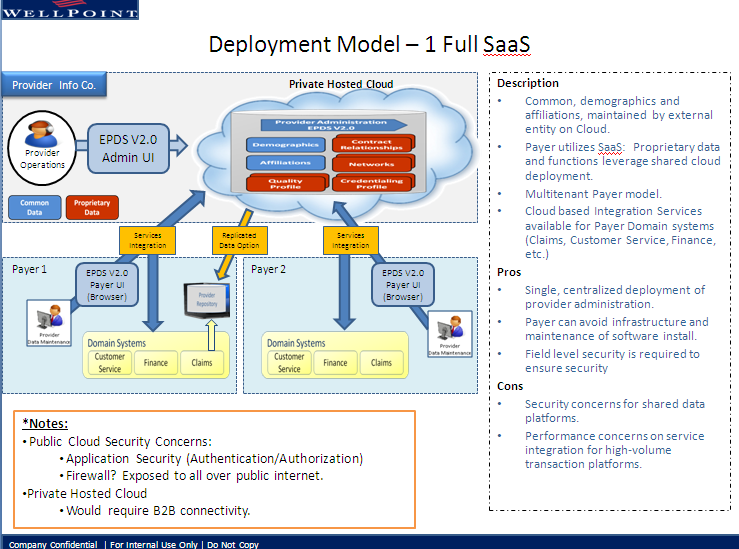 WELLPOINT
Deployment Model – 1 Full SaaS
Provider Info Co.
Private Hosted Cloud
Provider Administration
EPDS V2.0
Demographics
Contract
Relationships
Affiliations
Networks
Quality
Profile
Credentialing
Profile
Provider
Operations
EPDS V2.0
Admin UI
Common
Data
Proprietary
Data
Services
Integration
Replicated
Data Option
Services
Integration
Payer 1
EPDS V2.0
Payer UI
(Browser)
Provider
Repository
Provider
Data Maintenance
Domain Systems
Customer
Service
Finance
Claims
Payer 2
EPDS V2.0
Payer UI
(Browser)
Provider
Data Maintenance
Domain Systems
Customer
Service
Finance
Claims
Description
• Common, demographics and
affiliations, maintained by external
entity on Cloud.
• Payer utilizes SaaS: Proprietary data
and functions leverage shared cloud
deployment.
• Multitenant Payer model.
• Cloud based Integration Services
available for Payer Domain systems
(Claims, Customer Service, Finance,
etc.)
Pros
• Single, centralized deployment of
provider administration.
• Payer can avoid infrastructure and
maintenance of software install.
• Field level security is required to
ensure security
Cons
• Security concerns for shared data
platforms.
• Performance concerns on service
integration for high-volume
transaction platforms.
*Notes:
• Public Cloud Security Concerns:
• Application Security (Authentication/Authorization)
• Firewall? Exposed to all over public internet.
• Private Hosted Cloud
• Would require B2B connectivity.
Company Confidential | For Internal Use Only | Do Not Copy